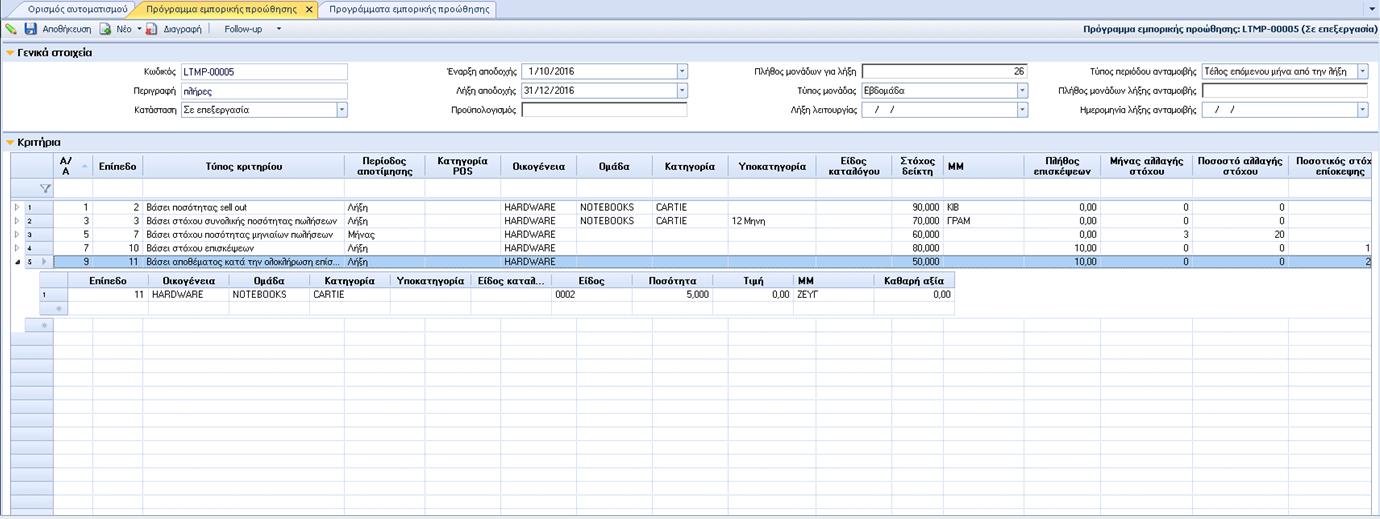 Ορισμός αυτοματισμού Πρόγραμμα εμπορικής προώθησης Προγράμματα εμπορικής προώθησης
Αποθήκευση Νέο Διαγραφή Follow-up Πρόγραμμα εμπορικής προώθησης: LTMP-00005 (Σε επεξεργασία)
Γενικά στοιχεία
Κωδικός LTMP-00005 Έναρξη αποδοχής 1/10/2016 Πλήθος μονάδων για λήξη 26 Τύπος περιόδου ανταμοιβής Τέλος επόμενου μήνα από την λήξη
Περιγραφή πλήρες Λήξη αποδοχής 31/12/2016 Τύπος μονάδας Εβδομάδα Πλήθος μονάδων λήξης ανταμοιβής
Κατάσταση Σε επεξεργασία Προϋπολογισμός Λήξη λειτουργίας / / Ημερομηνία λήξης ανταμοιβής / /
Κριτήρια
Α/Α Επίπεδο Τύπος κριτηρίου Περίοδος αποτίμησης Κατηγορία POS Οικογένεια Ομάδα Κατηγορία Υποκατηγορία Είδος καταλόγου Στόχος δείκτη ΜΜ Πλήθος επισκέψεων Μήνας αλλαγής στόχου Ποσοστό αλλαγής στόχου Ποσοτικός στόχ επίσκεψης
1 1 2 Βάσει ποσότητας sell out Λήξη HARDWARE NOTEBOOKS CARTIE 90,000 ΚΙΒ 0,00 0 0
2 3 3 Βάσει στόχου συνολικής ποσότητας πωλήσεων Λήξη HARDWARE NOTEBOOKS CARTIE 12 Μηνη 70,000 ΓΡΑΜ 0,00 0 0
3 5 7 Βάσει στόχου ποσότητας μηνιαίων πωλήσεων Μήνας HARDWARE 60,000 0,00 3 20
4 7 10 Βάσει στόχου επισκέψεων Λήξη HARDWARE 80,000 10,00 0 0 1
5 9 11 Βάσει αποθέματος κατά την ολοκλήρωση επίσ... Λήξη HARDWARE 50,000 10,00 0 0 2
Επίπεδο Οικογένεια Ομάδα Κατηγορία Υποκατηγορία Είδος καταλ... Είδος Ποσότητα Τιμή ΜΜ Καθαρή αξία
1 11 HARDWARE NOTEBOOKS CARTIE 0002 5,000 0,00 ΖΕΥΓ 0,00